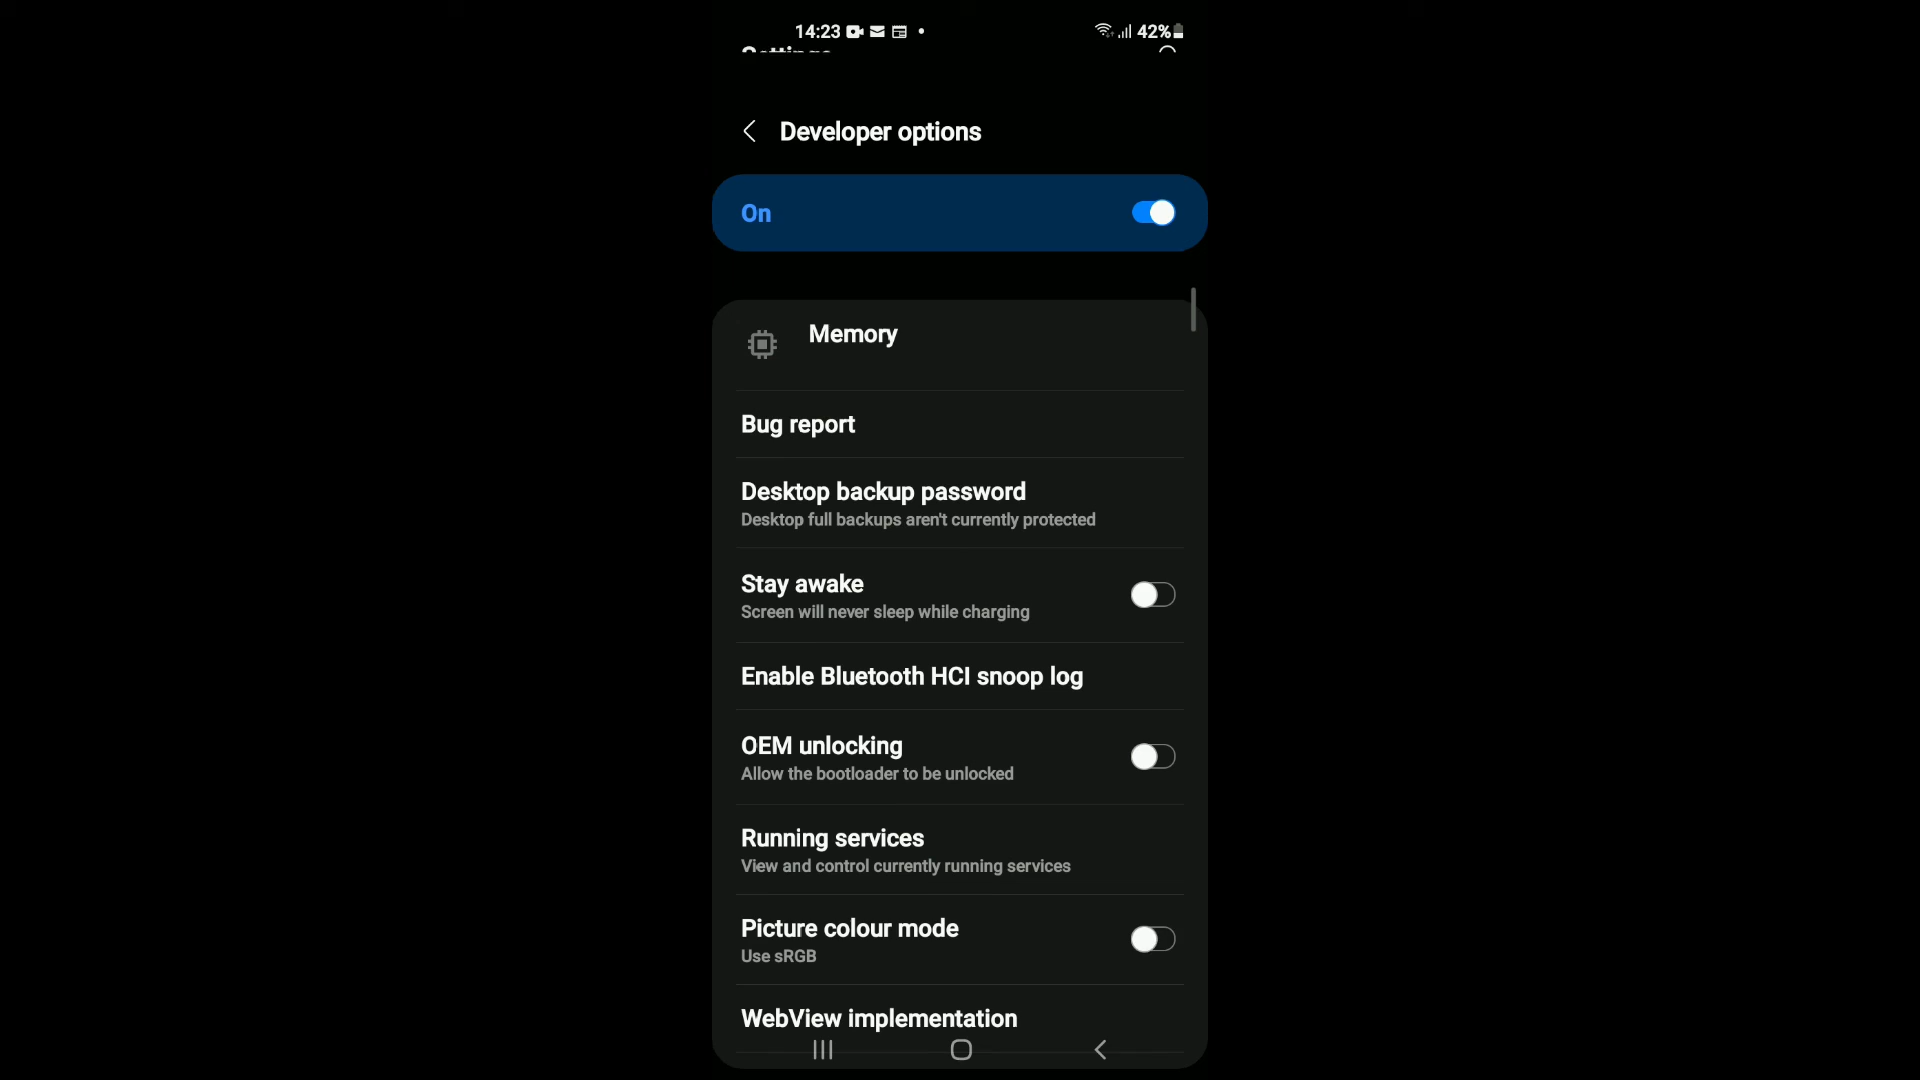 14:23
42%
Settings
Developer options
On
Memory
Bug report
Desktop backup password
Desktop full backups aren't currently protected
Stay awake
Screen will never sleep while charging
Enable Bluetooth HCI snoop log
OEM unlocking
Allow the bootloader to be unlocked
Running services
View and control currently running services
Picture colour mode
Use sRGB
WebView implementation